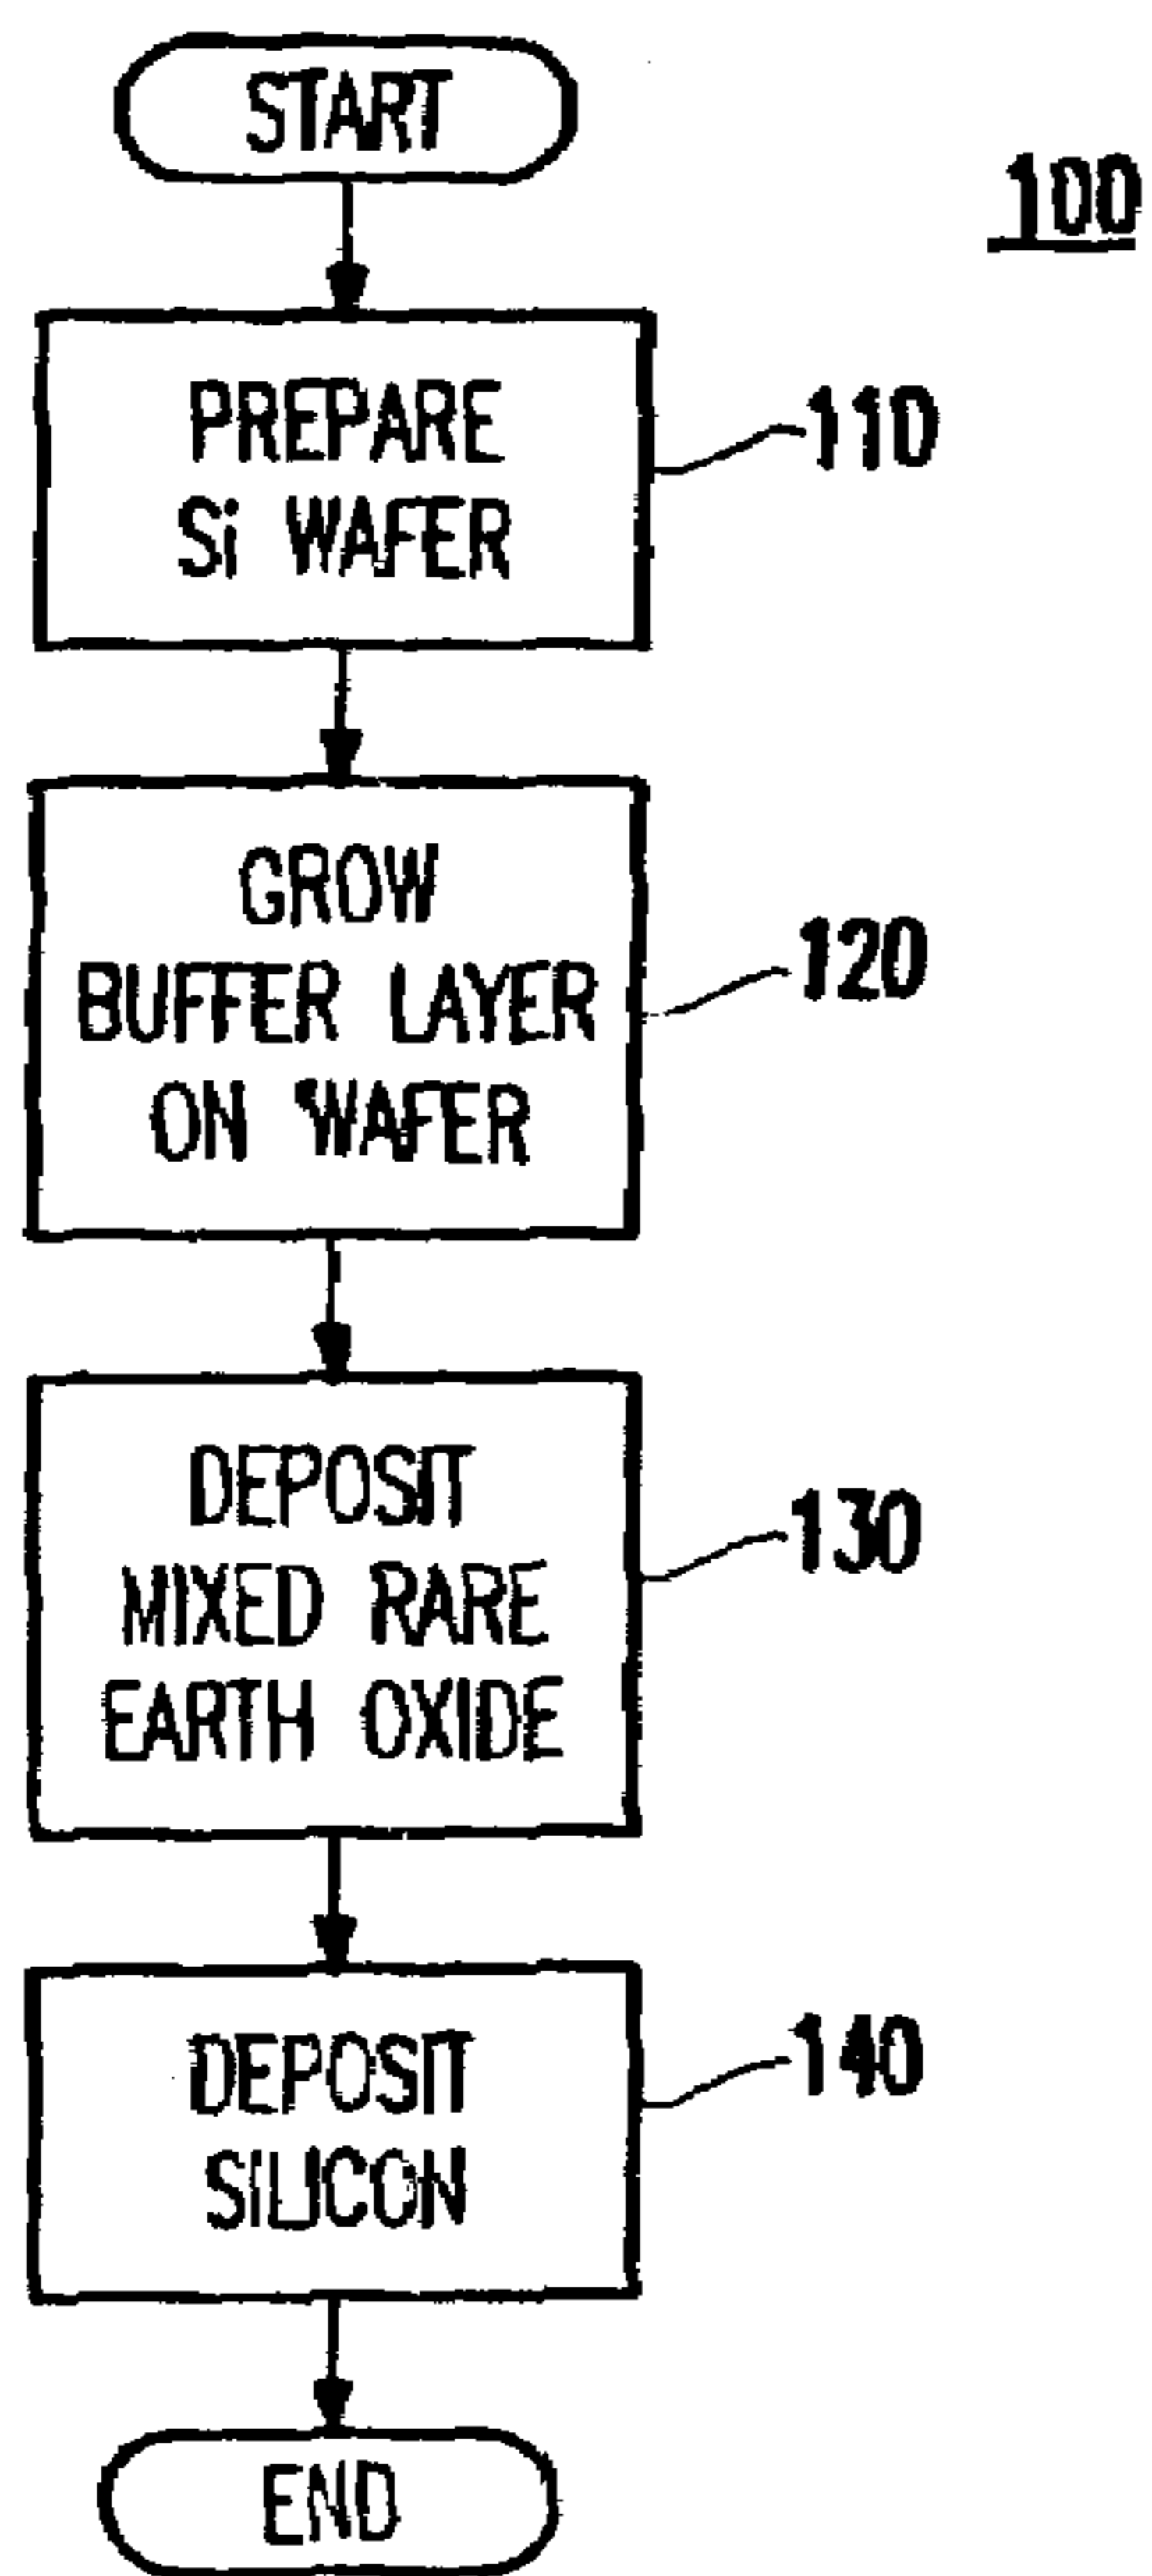 START
100
PREPARE
Si WAFER
110
GROW
BUFFER LAYER
ON WAFER
120
DEPOSIT
MIXED RARE
EARTH OXIDE
130
DEPOSIT
SILICON
140
END